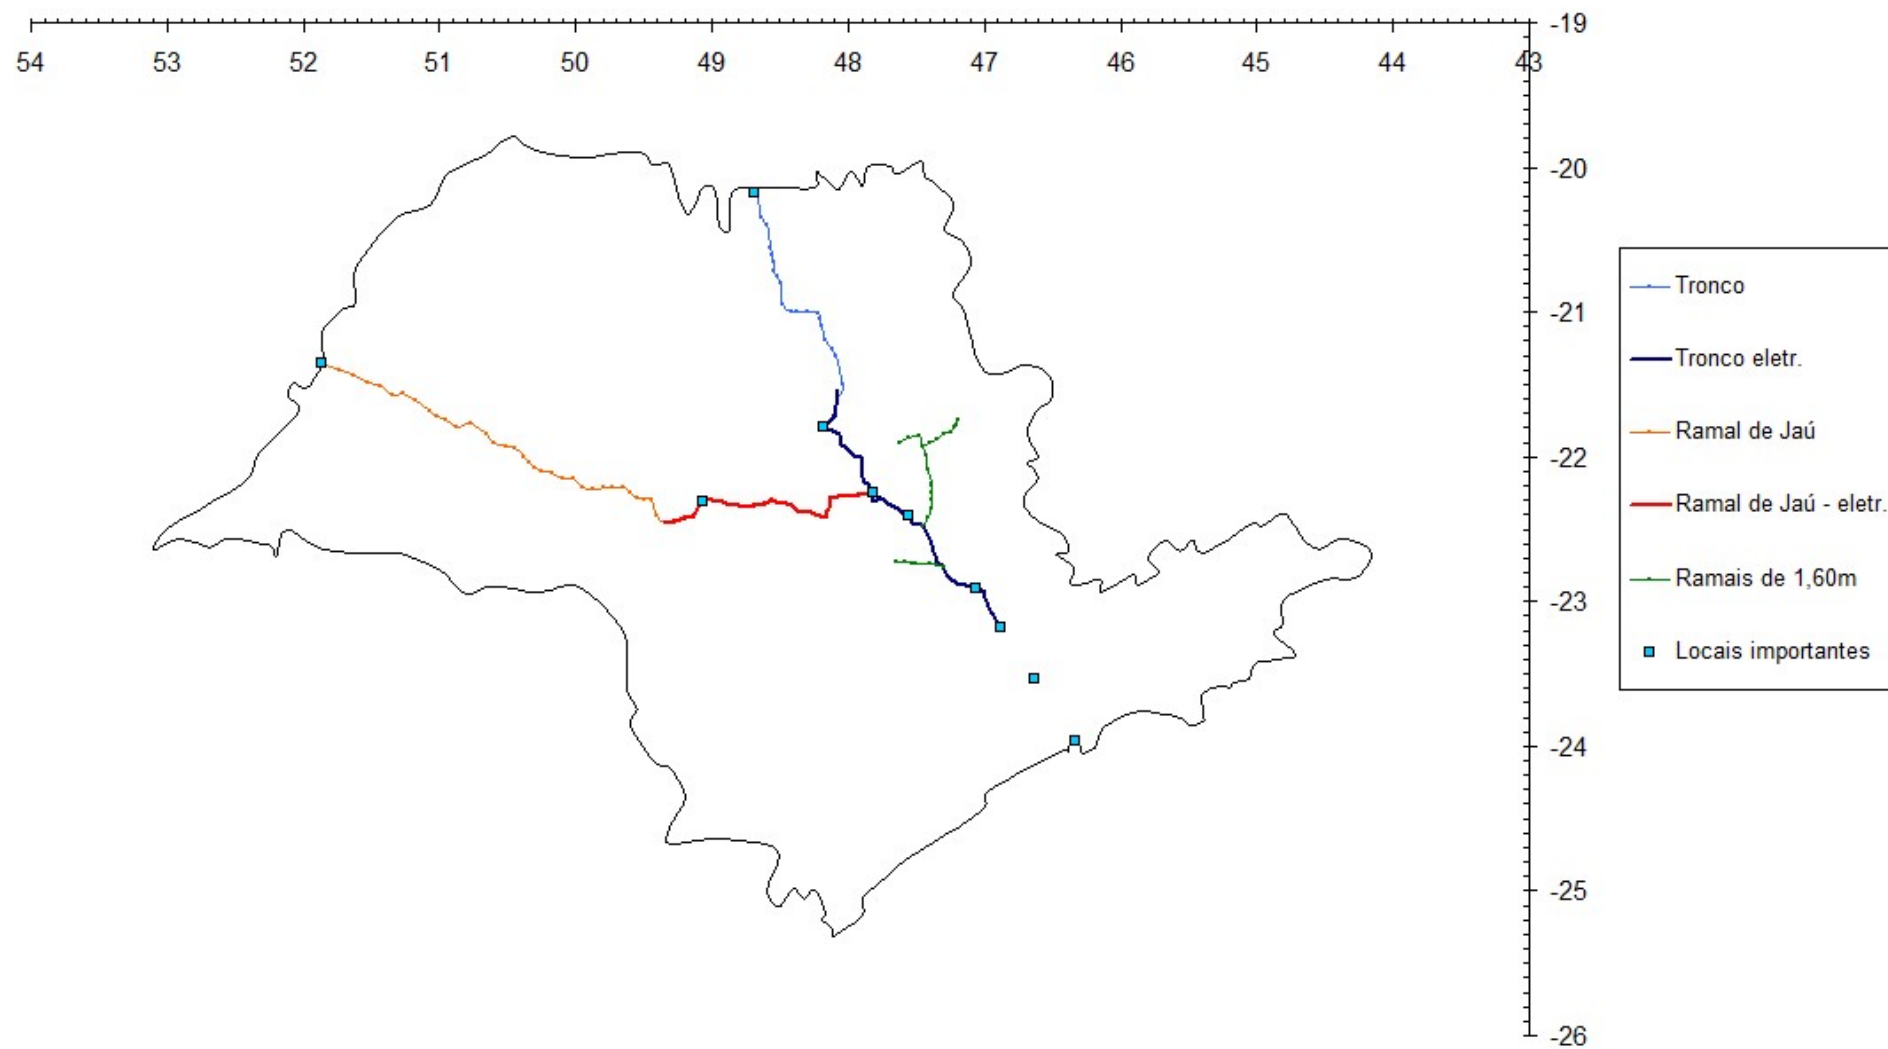 -19
54 53 52 51 50 49 48 47 46 45 44 43
-20
-21
-22
-23
-24
-25
-26
Tronco
Tronco eletr.
Ramal de Jaú
Ramal de Jaú - eletr.
Ramais de 1,60m
Locais importantes